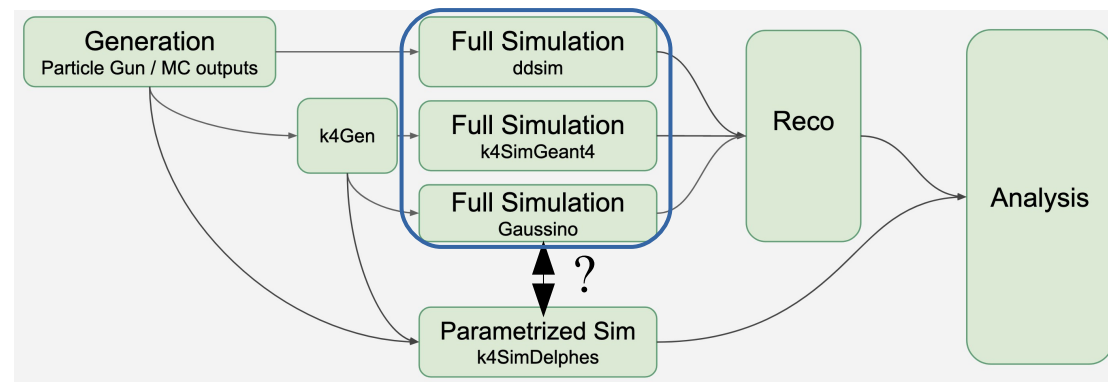 Generation
Particle Gun / MC outputs
k4Gen
Full Simulation
ddsim
Full Simulation
k4SimGeant4
Full Simulation
Gaussino
?
Parametrized Sim
k4SimDelphes
Reco
Analysis